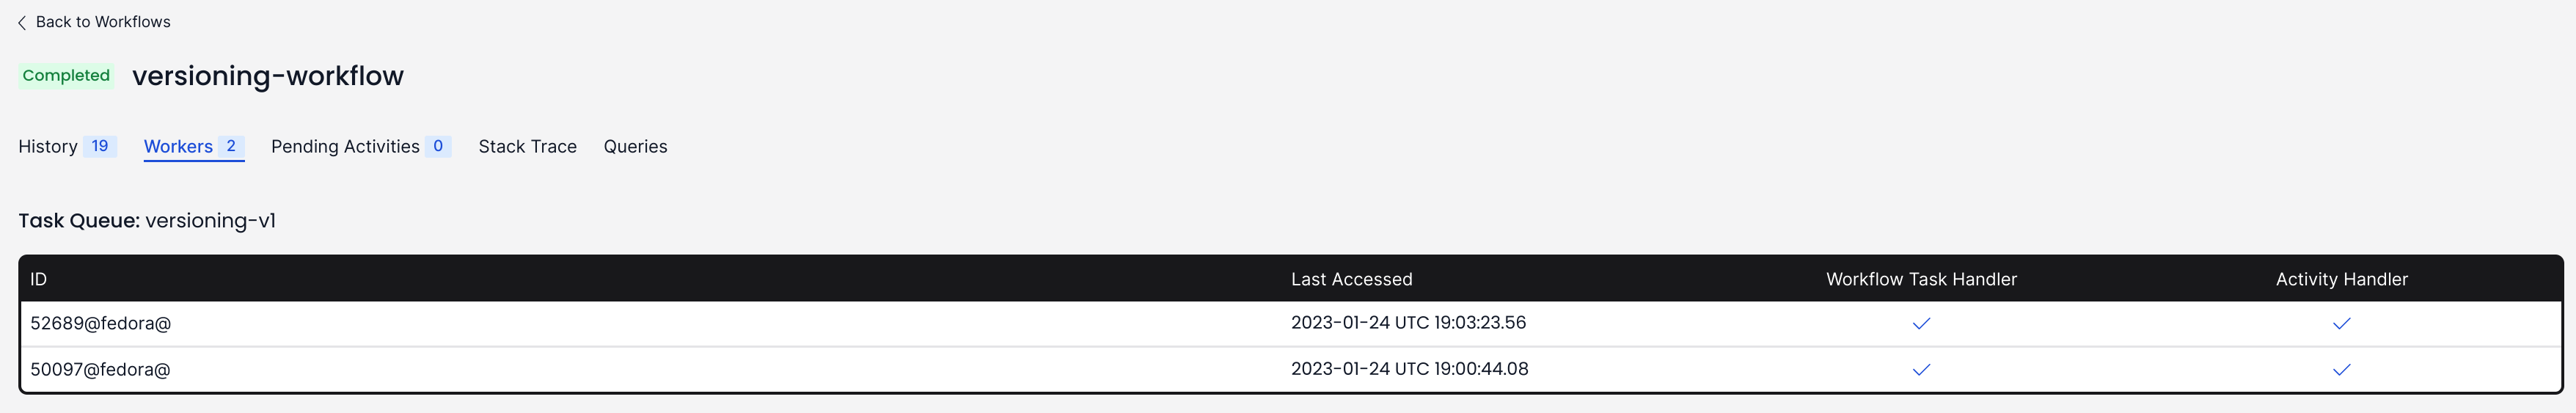 Back to Workflows
Completed versioning-workflow
History 19 Workers 2 Pending Activities 0 Stack Trace Queries
Task Queue: versioning-v1
ID Last Accessed Workflow Task Handler Activity Handler
52689@fedora@ 2023-01-24 UTC 19:03:23.56
50097@fedora@ 2023-01-24 UTC 19:00:44.08